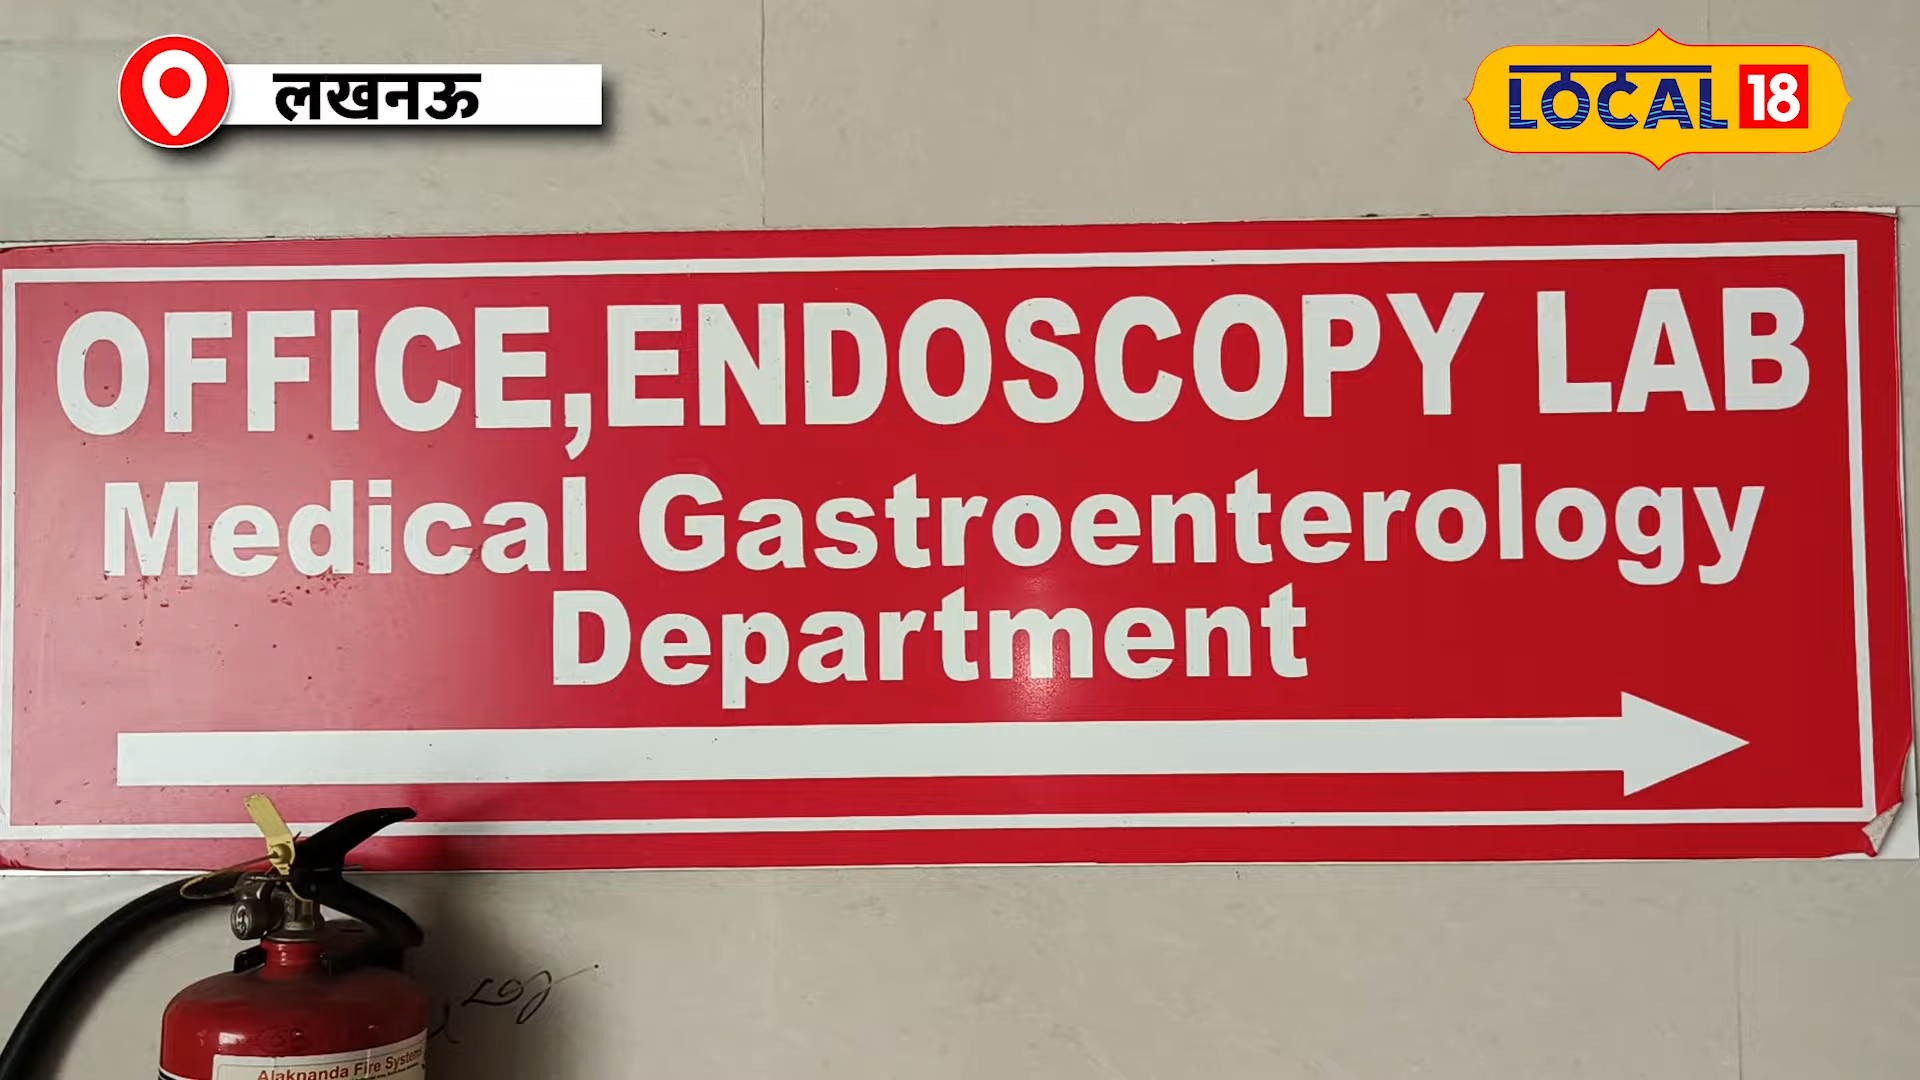 लखनऊ
LOCAL 18
OFFICE,ENDOSCOPY LAB
Medical Gastroenterology
Department
Alaknanda Fire System